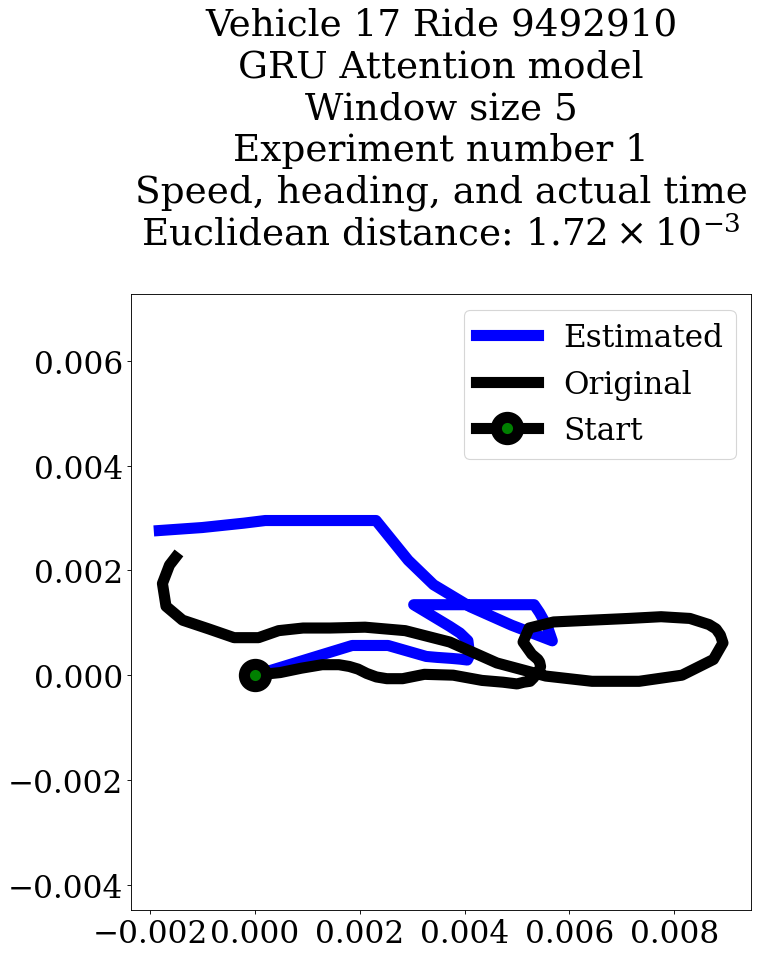 Vehicle 17 Ride 9492910
GRU Attention model
Window size 5
Experiment number 1
Speed, heading, and actual time
Euclidean distance: 1.72 × 10⁻³
Estimated
Original
Start
0.006
0.004
0.002
0.000
−0.002
−0.004
−0.002 0.000 0.002 0.004 0.006 0.008